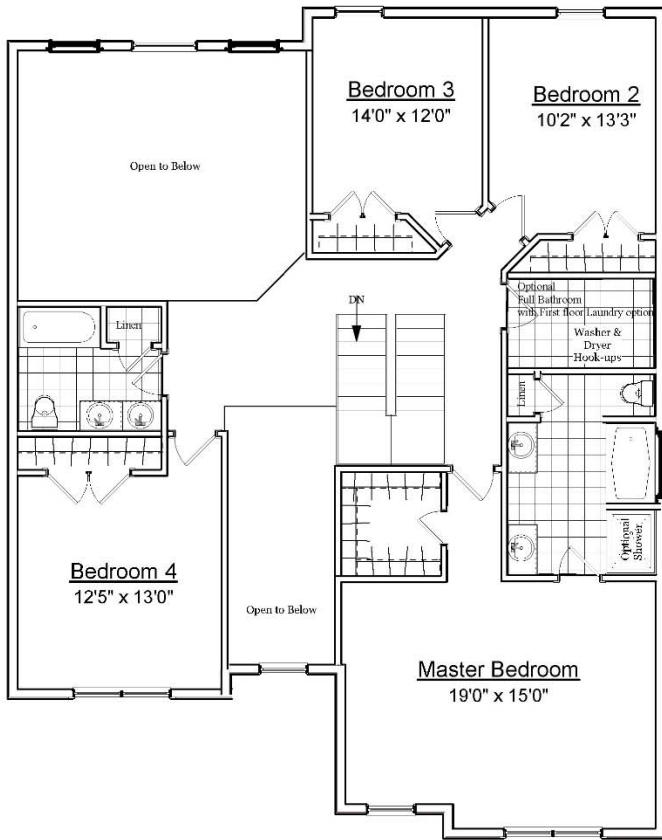 Bedroom 3
14'0" x 12'0"
Bedroom 2
10'2" x 13'3"
Open to Below
Optional
Full Bathroom
with First floor Laundry option
Washer &
Dryer
Hook-ups
DN
Linen
Linen
Optional
Shower
Bedroom 4
12'5" x 13'0"
Open to Below
Master Bedroom
19'0" x 15'0"